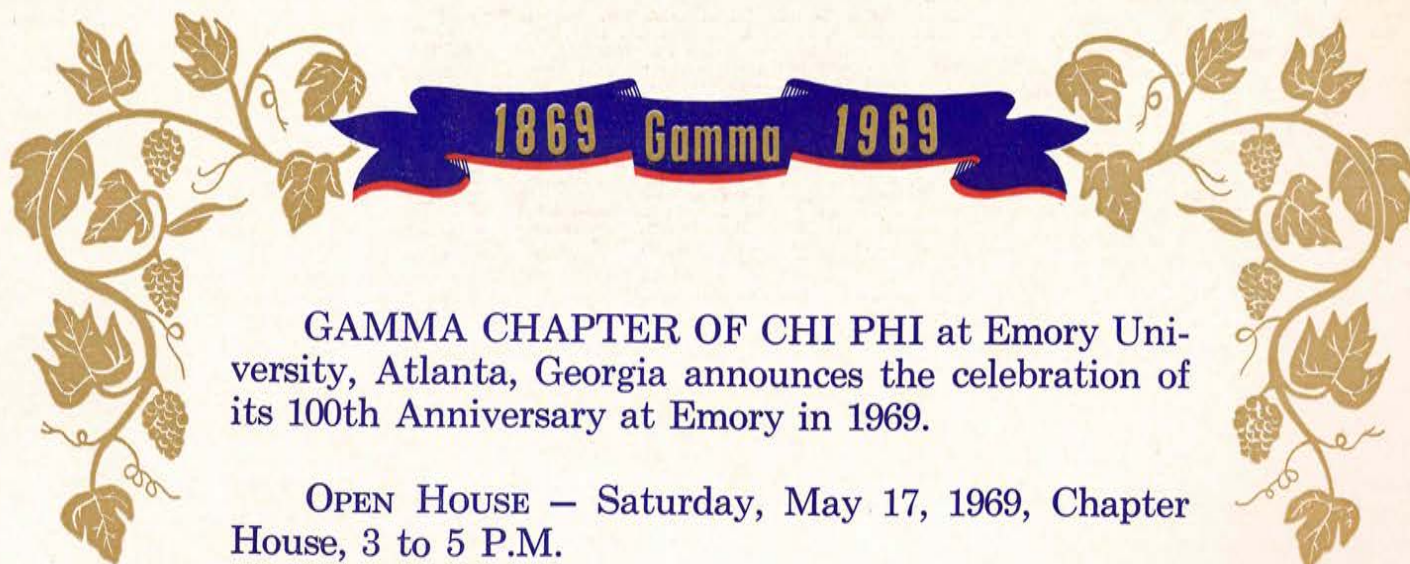 1869 Gamma 1969
GAMMA CHAPTER OF CHI PHI at Emory Uni-
versity, Atlanta, Georgia announces the celebration of
its 100th Anniversary at Emory in 1969.
OPEN HOUSE – Saturday, May 17, 1969, Chapter
House, 3 to 5 P.M.